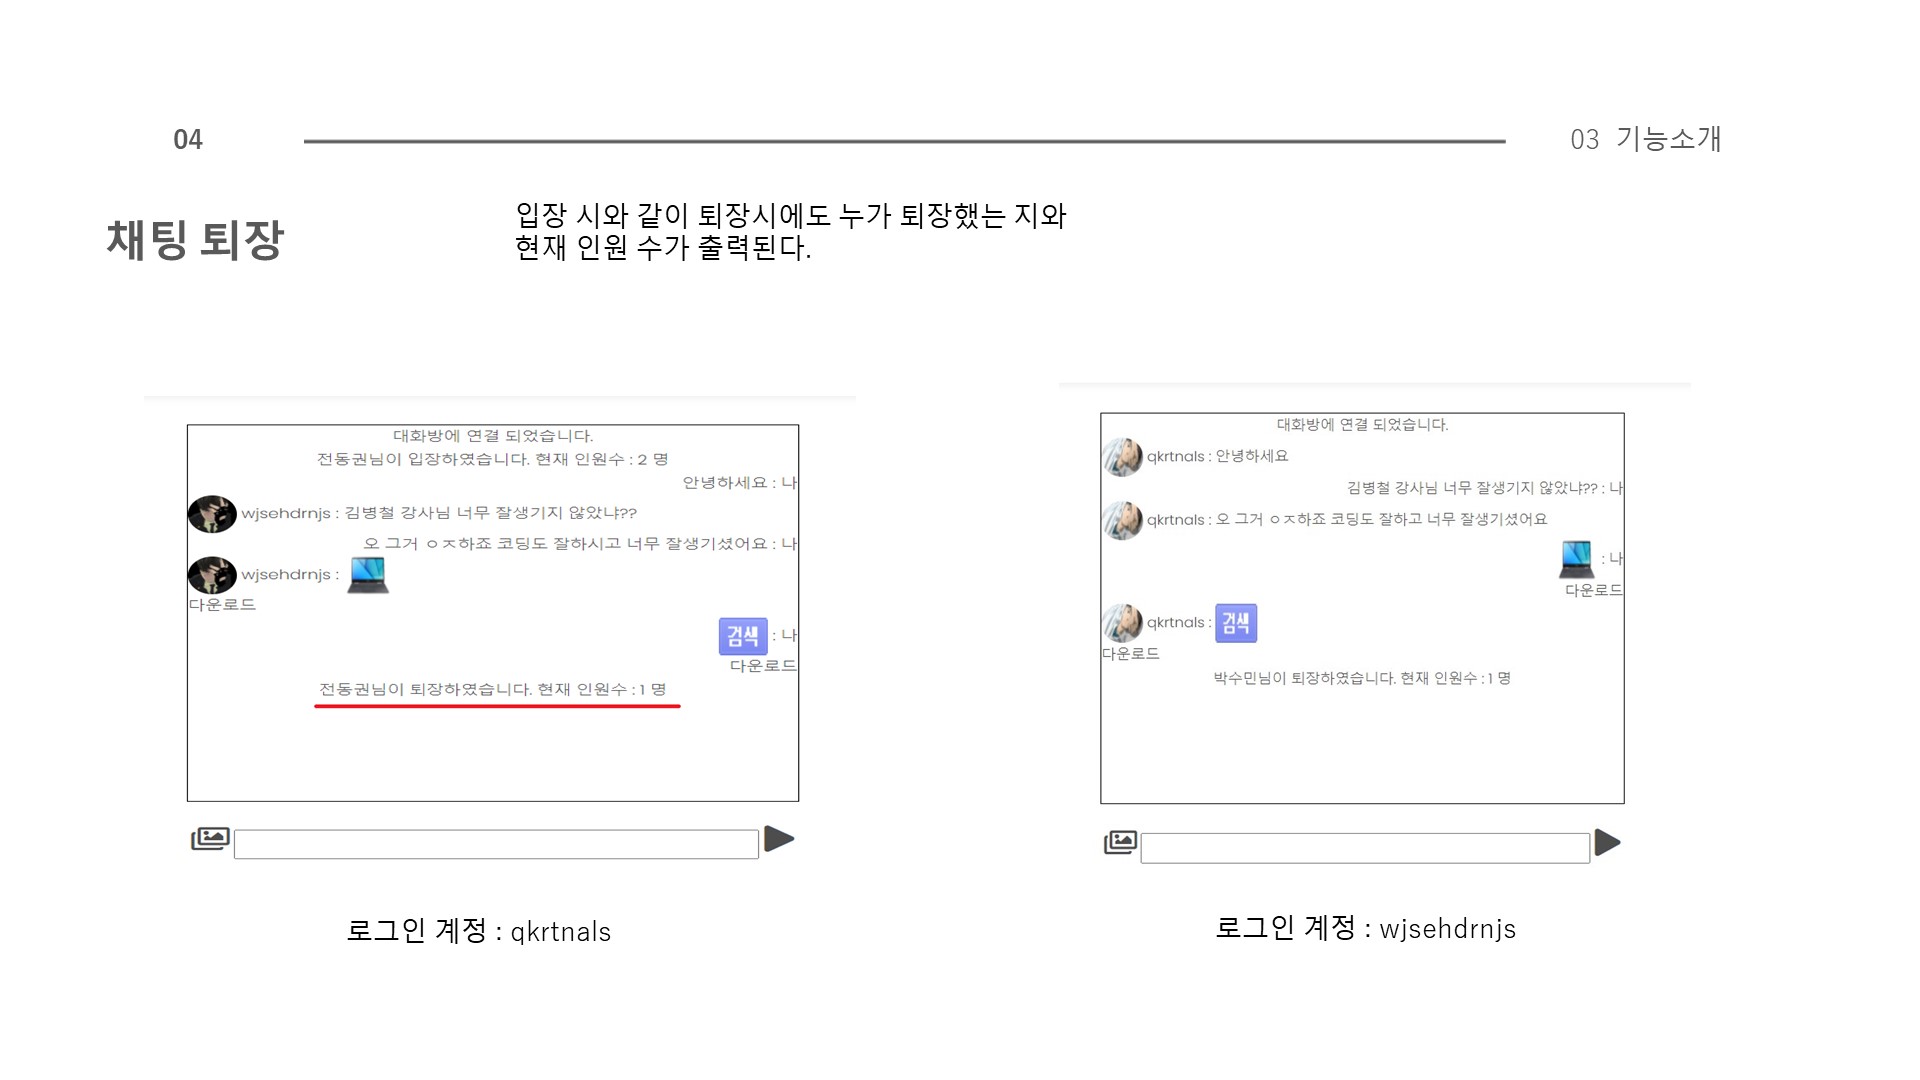 04
03 기능소개
채팅 퇴장
입장 시와 같이 퇴장시에도 누가 퇴장했는 지와
현재 인원 수가 출력된다.
대화방에 연결 되었습니다.
전동권님이 입장하였습니다. 현재 인원수 : 2 명
안녕하세요 : 나
wjsehdrnjs : 김병철 강사님 너무 잘생기지 않았냐??
오 그거 ㅇㅈ하죠 코딩도 잘하시고 너무 잘생기셨어요 : 나
wjsehdrnjs :
다운로드
검색 : 나
다운로드
전동권님이 퇴장하였습니다. 현재 인원수 : 1 명
로그인 계정 : qkrtnals
대화방에 연결 되었습니다.
qkrtnals : 안녕하세요
김병철 강사님 너무 잘생기지 않았냐?? : 나
qkrtnals : 오 그거 ㅇㅈ하죠 코딩도 잘하고 너무 잘생기셨어요
: 나
다운로드
qkrtnals : 검색
다운로드
박수민님이 퇴장하였습니다. 현재 인원수 : 1 명
로그인 계정 : wjsehdrnjs